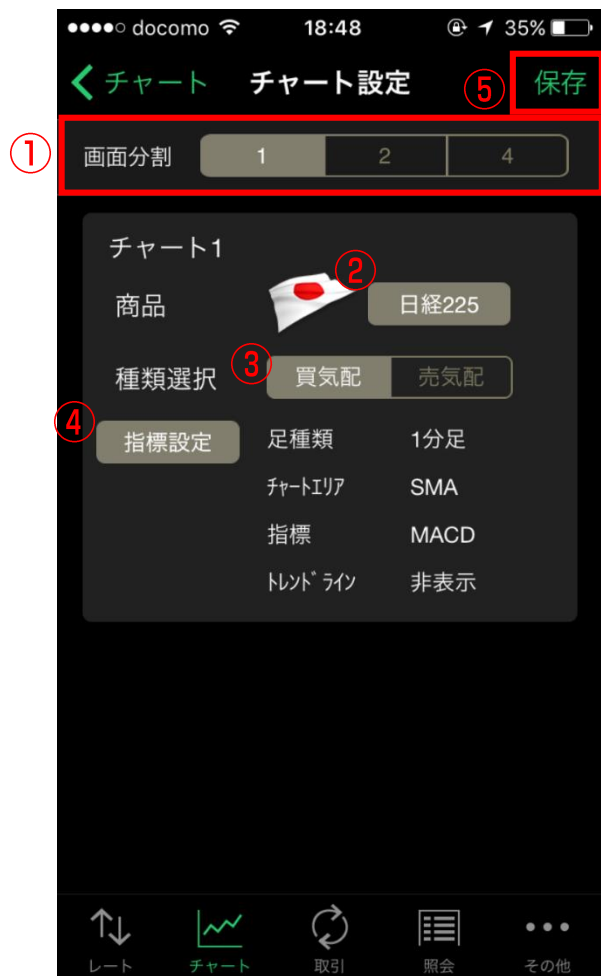 ●●●●○ docomo 18:48 35%
チャート チャート設定 ⑤ 保存
① 画面分割 1 2 4
チャート1
商品 ② 日経225
種類選択 ③ 買気配 売気配
④ 指標設定 足種類 1分足
ﾁｬｰﾄｴﾘｱ SMA
指標 MACD
ﾄﾚﾝﾄﾞﾗｲﾝ 非表示
レート チャート 取引 照会 その他